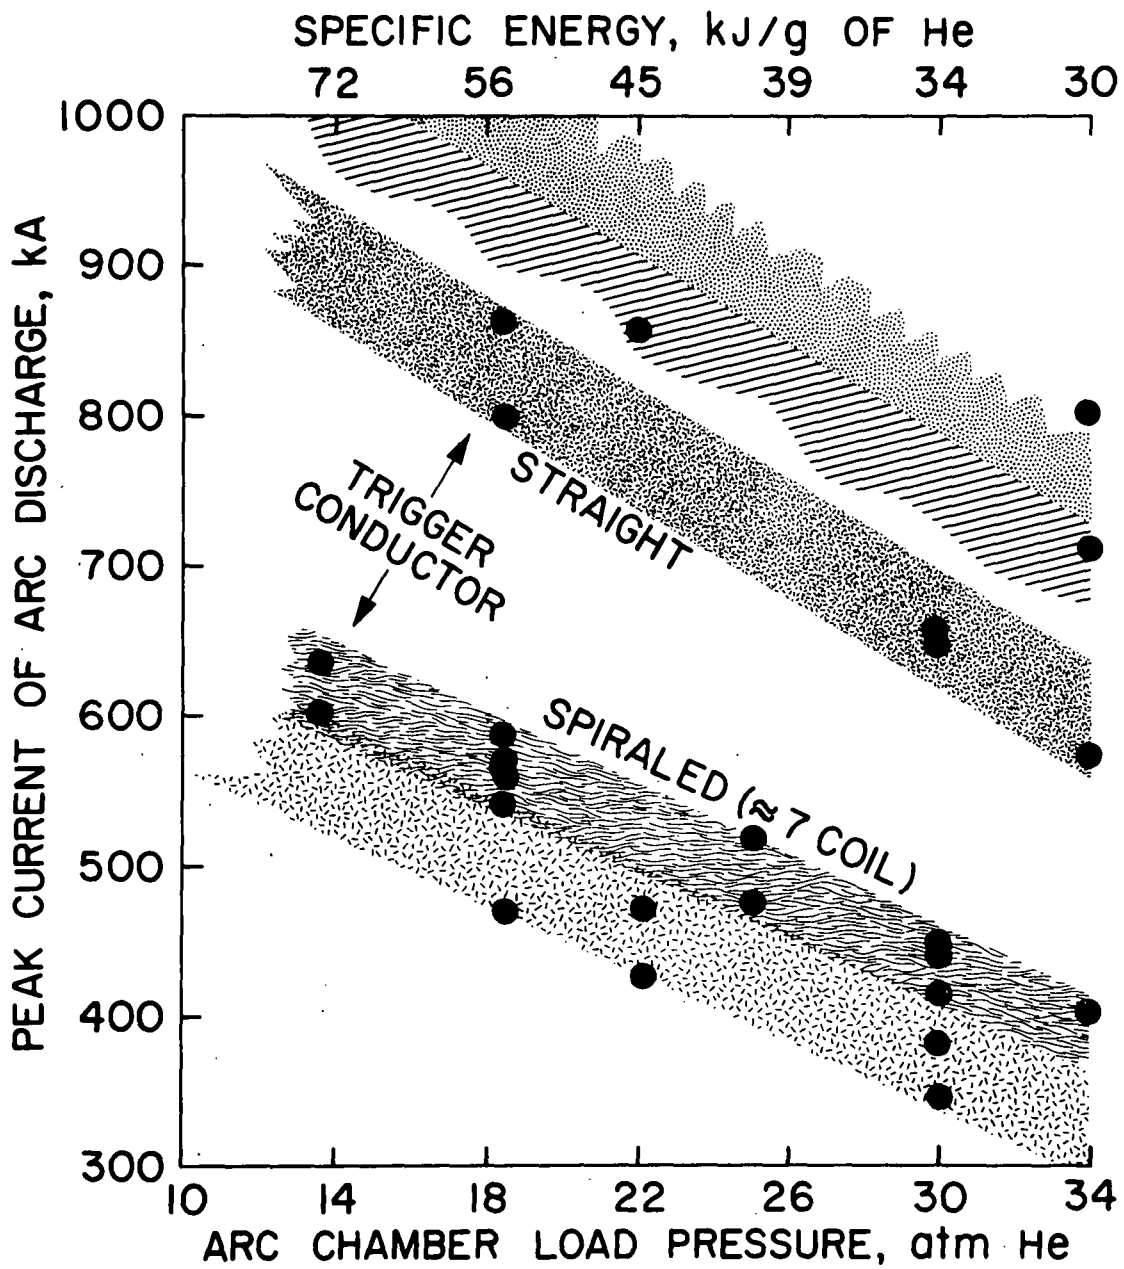 SPECIFIC ENERGY, kJ/g OF He
72 56 45 39 34 30
1000
900
800
700
600
500
400
300
PEAK CURRENT OF ARC DISCHARGE, kA
STRAIGHT
TRIGGER
CONDUCTOR
SPIRALED (≈ 7 COIL)
10 14 18 22 26 30 34
ARC CHAMBER LOAD PRESSURE, atm He